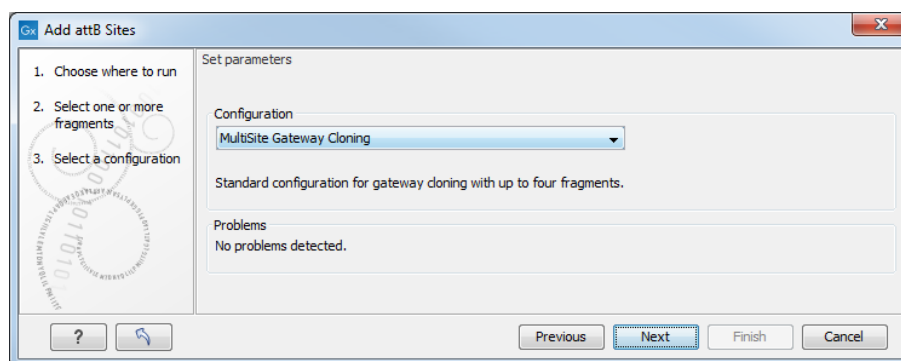 Gx Add attB Sites X
1. Choose where to run
2. Select one or more
fragments
3. Select a configuration
Set parameters
Configuration
MultiSite Gateway Cloning
Standard configuration for gateway cloning with up to four fragments.
Problems
No problems detected.
? Previous Next Finish Cancel